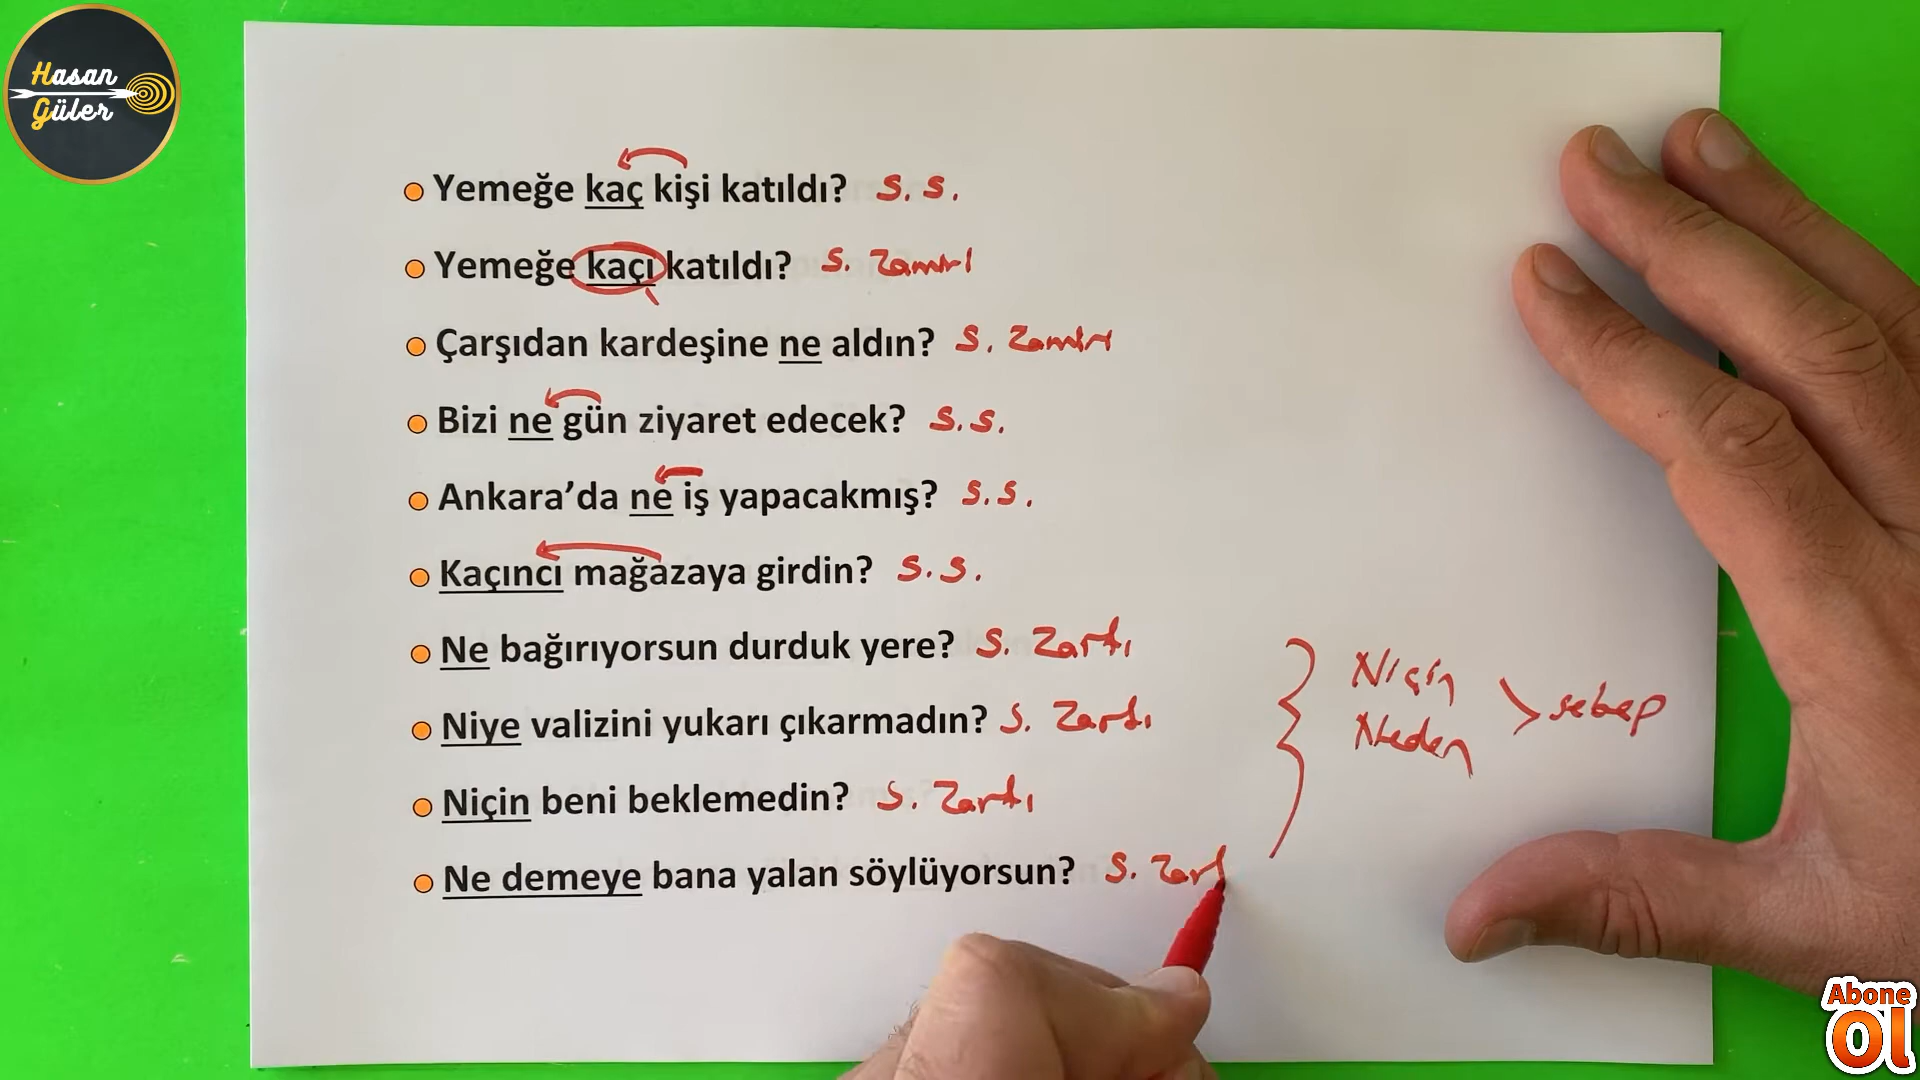 Hasan
Güler
Yemeğe kaç kişi katıldı? S.S.
Yemeğe kaçı katıldı? S. Zamiri
Çarşıdan kardeşine ne aldın? S. Zamiri
Bizi ne gün ziyaret edecek? S.S.
Ankara’da ne iş yapacakmış? S.S.
Kaçıncı mağazaya girdin? S.S.
Ne bağırıyorsun durduk yere? S. Zarfı
Niye valizini yukarı çıkarmadın? S. Zarfı
Niçin beni beklemedin? S. Zarfı
Ne demeye bana yalan söylüyorsun? S. Zarf
Niçin
Neden
sebep
Abone
Ol